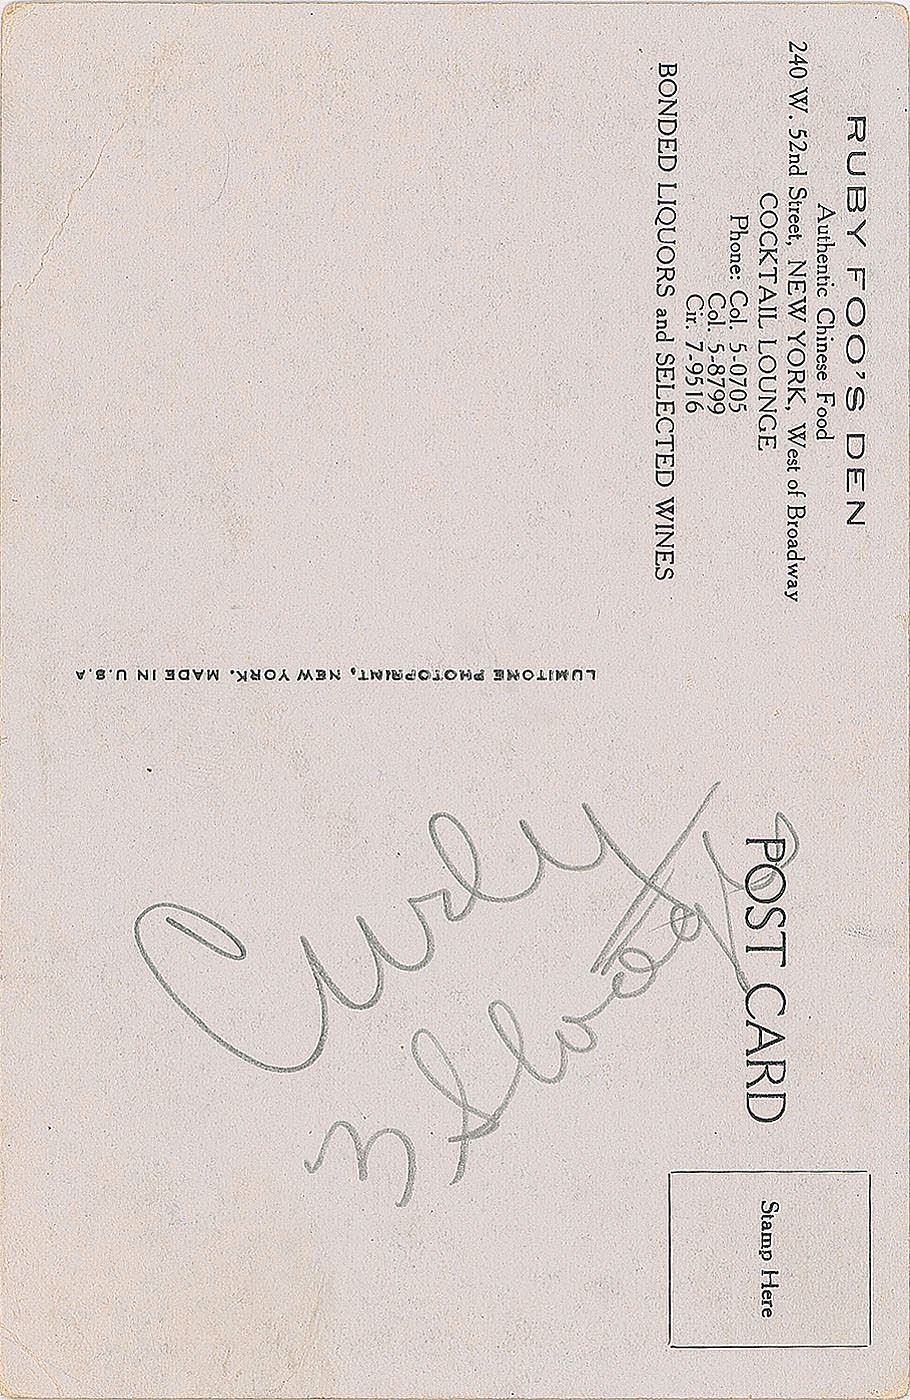 RUBY FOO'S DEN
Authentic Chinese Food
240 W. 52nd Street, NEW YORK, West of Broadway
COCKTAIL LOUNGE
Phone: Col. 5-0705
Col. 5-8799
Cir. 7-9516
BONDED LIQUORS and SELECTED WINES
LUMITONE PHOTOPRINT, NEW YORK. MADE IN U.S.A
POST CARD
Stamp Here
Curly
3 Stooges